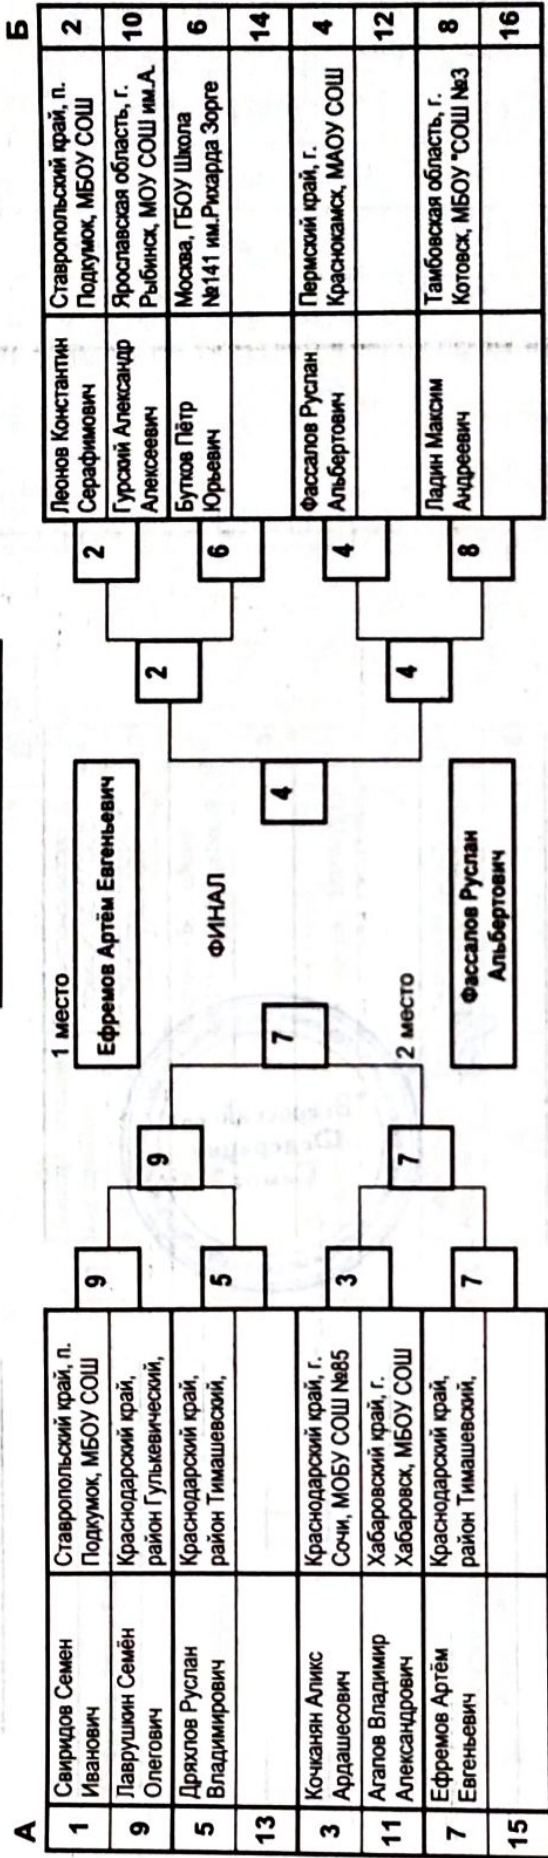 А
1
Свиридов Семен
Иванович
Ставропольский край, п.
Подкумок, МБОУ СОШ
9
Лаврушкин Семён
Олегович
Краснодарский край,
район Гулькевический,
5
Дряхлов Руслан
Владимирович
Краснодарский край,
район Тимашевский,
13
3
Кочканян Аликс
Ардашесович
Краснодарский край, г.
Сочи, МОБУ СОШ №85
11
Агапов Владимир
Александрович
Хабаровский край, г.
Хабаровск, МБОУ СОШ
7
Ефремов Артём
Евгеньевич
Краснодарский край,
район Тимашевский,
15
9
5
3
7
9
7
7
1 место
Ефремов Артём Евгеньевич
ФИНАЛ
2 место
Фассалов Руслан
Альбертович
4
2
4
2
6
4
8
Б
Леонов Константин
Серафимович
Ставропольский край, п.
Подкумок, МБОУ СОШ
2
Гурский Александр
Алексеевич
Ярославская область, г.
Рыбинск, МОУ СОШ им.А.
10
Бутков Пётр
Юрьевич
Москва, ГБОУ Школа
№141 им.Рихарда Зорге
6
14
Фассалов Руслан
Альбертович
Пермский край, г.
Краснокамск, МАОУ СОШ
4
12
Ладин Максим
Андреевич
Тамбовская область, г.
Котовск, МБОУ "СОШ №3
8
16